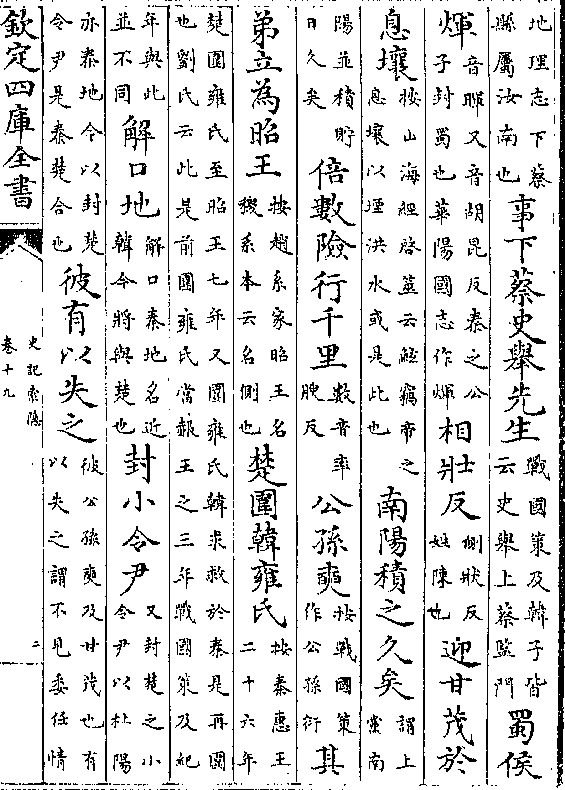 地理志下蔡縣屬汝南也事下蔡史舉先生戰國策及韓子皆云史舉上蔡監門蜀侯
煇音暉又音胡昆反秦之公子封蜀也華陽國志作煇相壯反側狀反姓陳也迎甘茂於
息壤按山海經啓筮云鯀竊帝之息壤以堙洪水或是此也南陽積之久矣謂上黨南
陽並積貯日久矣倍數險行千里數音率腴反公孫奭按戰國策作公孫衍其
弟立為昭王按趙系家昭王名稷系本云名側也楚圍韓雍氏按秦惠王二十六年
楚圍雍氏至昭王七年又圍雍氏韓求救於秦是再圍也劉氏云此是前圍雍氏當赧王之三年戰國策及紀
年與此並不同解口地解口秦地名近韓今將與楚也封小令尹又封楚之小令尹以杜陽
亦秦地今以封楚令尹是秦楚合也彼有以失之彼公孫奭及甘茂也有以失之謂不見委任情
欽定四庫全書
史記索隱
卷十九
二